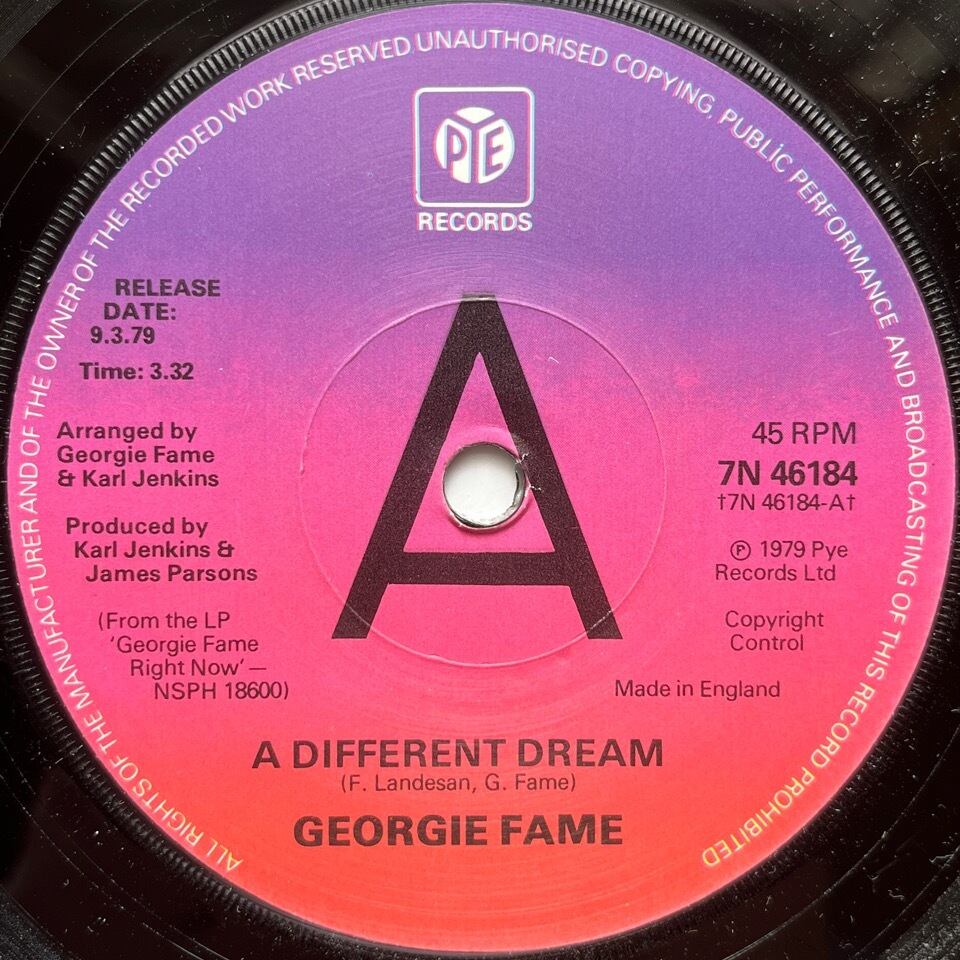 ALL RIGHTS OF THE MANUFACTURER AND OF THE OWNER OF THE RECORDED WORK RESERVED. UNAUTHORISED COPYING, PUBLIC PERFORMANCE AND BROADCASTING OF THIS RECORD PROHIBITED
PYE
RECORDS
RELEASE
DATE:
9.3.79
Time: 3.32
Arranged by
Georgie Fame
& Karl Jenkins
Produced by
Karl Jenkins &
James Parsons
(From the LP
'Georgie Fame
Right Now' —
NSPH 18600)
A
45 RPM
7N 46184
†7N 46184-A†
℗ 1979 Pye
Records Ltd
Copyright
Control
Made in England
A DIFFERENT DREAM
(F. Landesan, G. Fame)
GEORGIE FAME